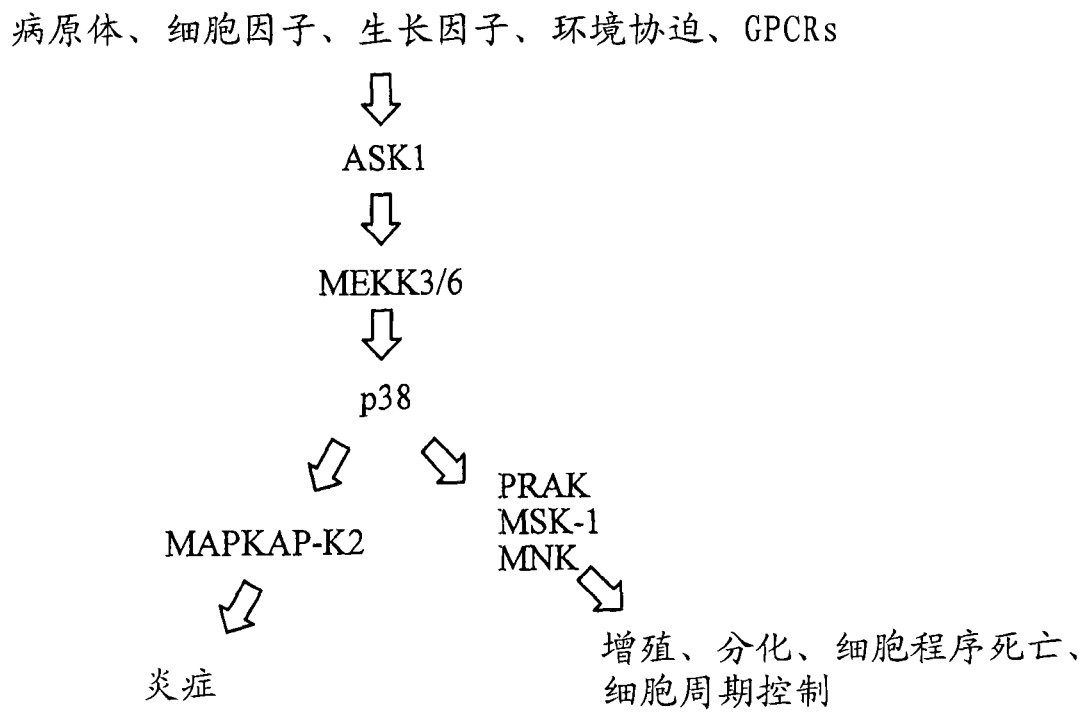 病原体、细胞因子、生长因子、环境协迫、GPCRs
ASK1
MEKK3/6
p38
MAPKAP-K2
PRAK
MSK-1
MNK
炎症
增殖、分化、细胞程序死亡、
细胞周期控制